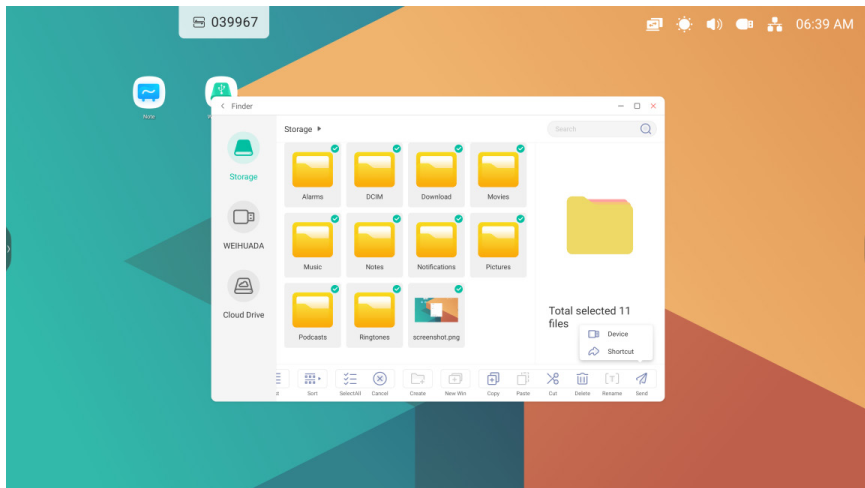 039967
06:39 AM
Note
Finder
Storage
Search
Storage
WEIHUADA
Cloud Drive
Alarms
DCIM
Download
Movies
Music
Notes
Notifications
Pictures
Podcasts
Ringtones
screenshot.png
Total selected 11
files
Device
Shortcut
Sort
SelectAll
Cancel
Create
New Win
Copy
Paste
Cut
Delete
Rename
Send